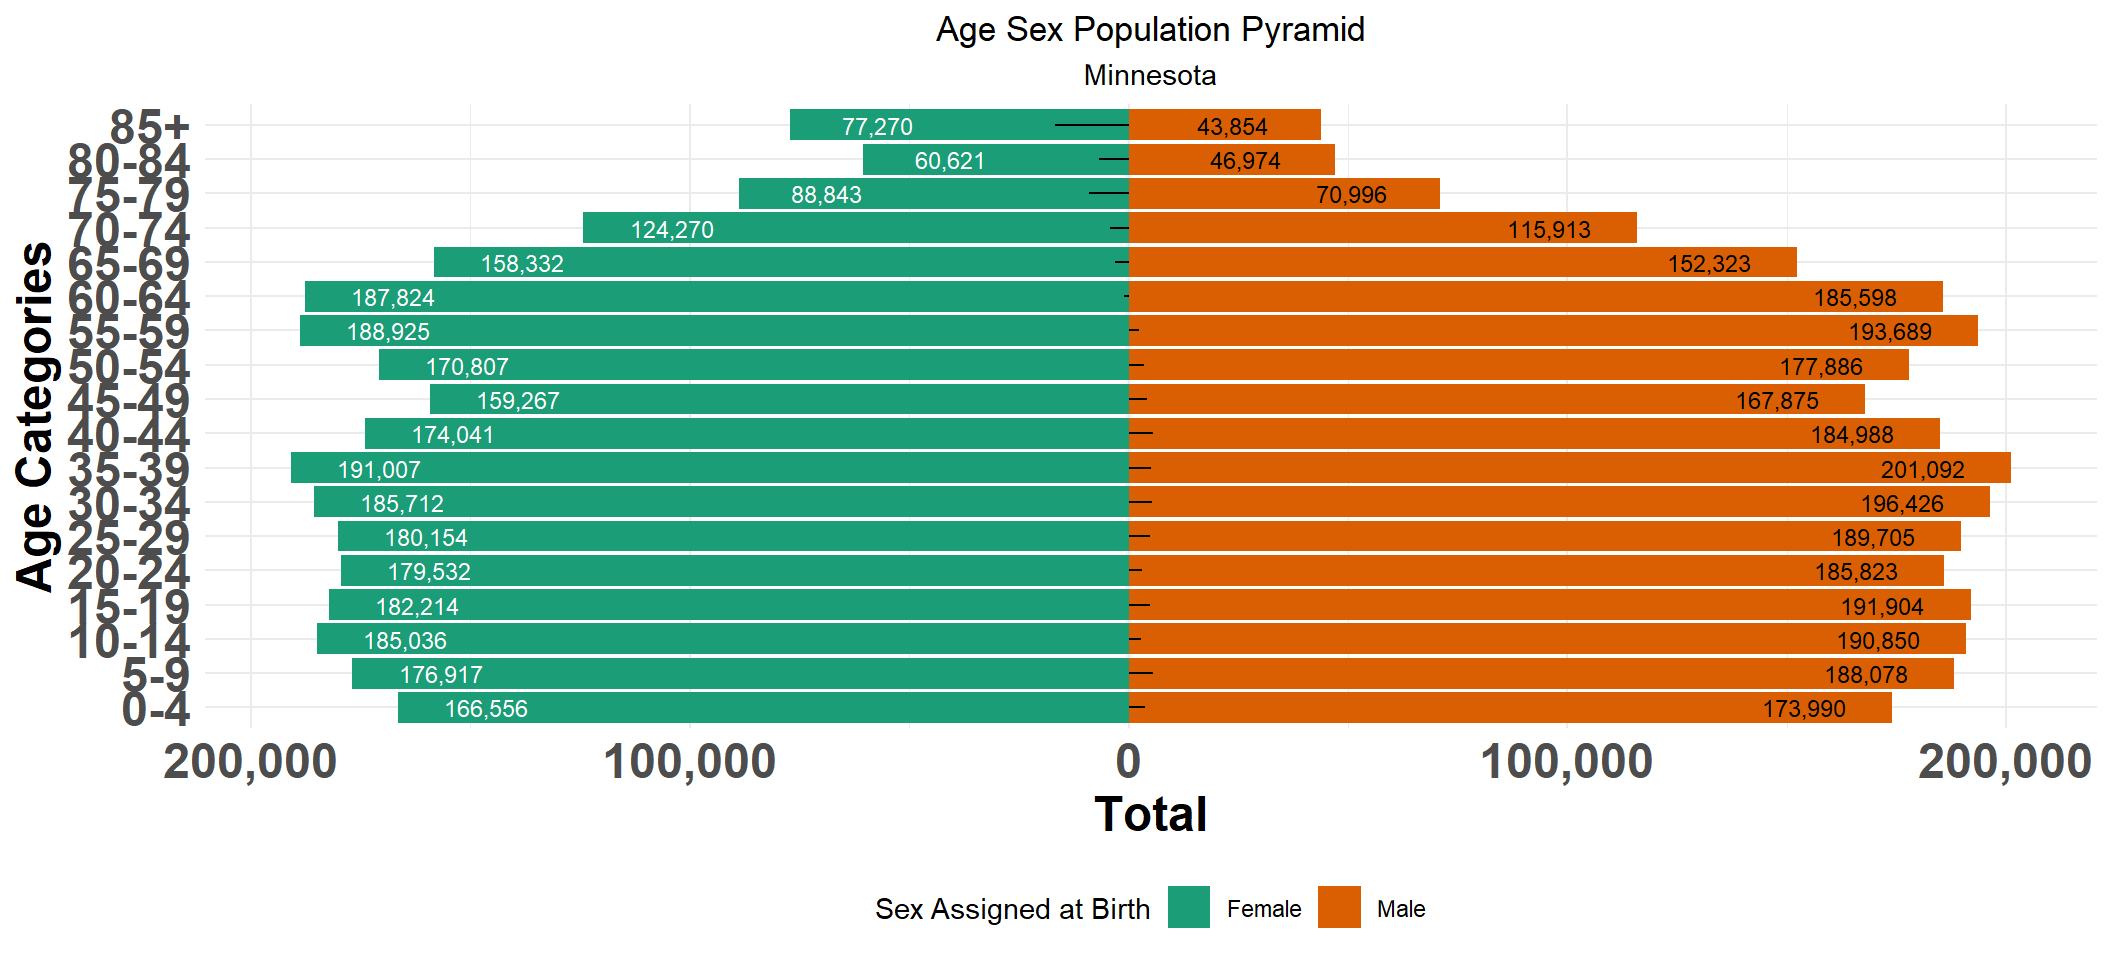 Age Sex Population Pyramid
Minnesota
Age Categories
85+ 77,270 43,854
80-84 60,621 46,974
75-79 88,843 70,996
70-74 124,270 115,913
65-69 158,332 152,323
60-64 187,824 185,598
55-59 188,925 193,689
50-54 170,807 177,886
45-49 159,267 167,875
40-44 174,041 184,988
35-39 191,007 201,092
30-34 185,712 196,426
25-29 180,154 189,705
20-24 179,532 185,823
15-19 182,214 191,904
10-14 185,036 190,850
5-9 176,917 188,078
0-4 166,556 173,990
200,000 100,000 0 100,000 200,000
Total
Sex Assigned at Birth Female Male